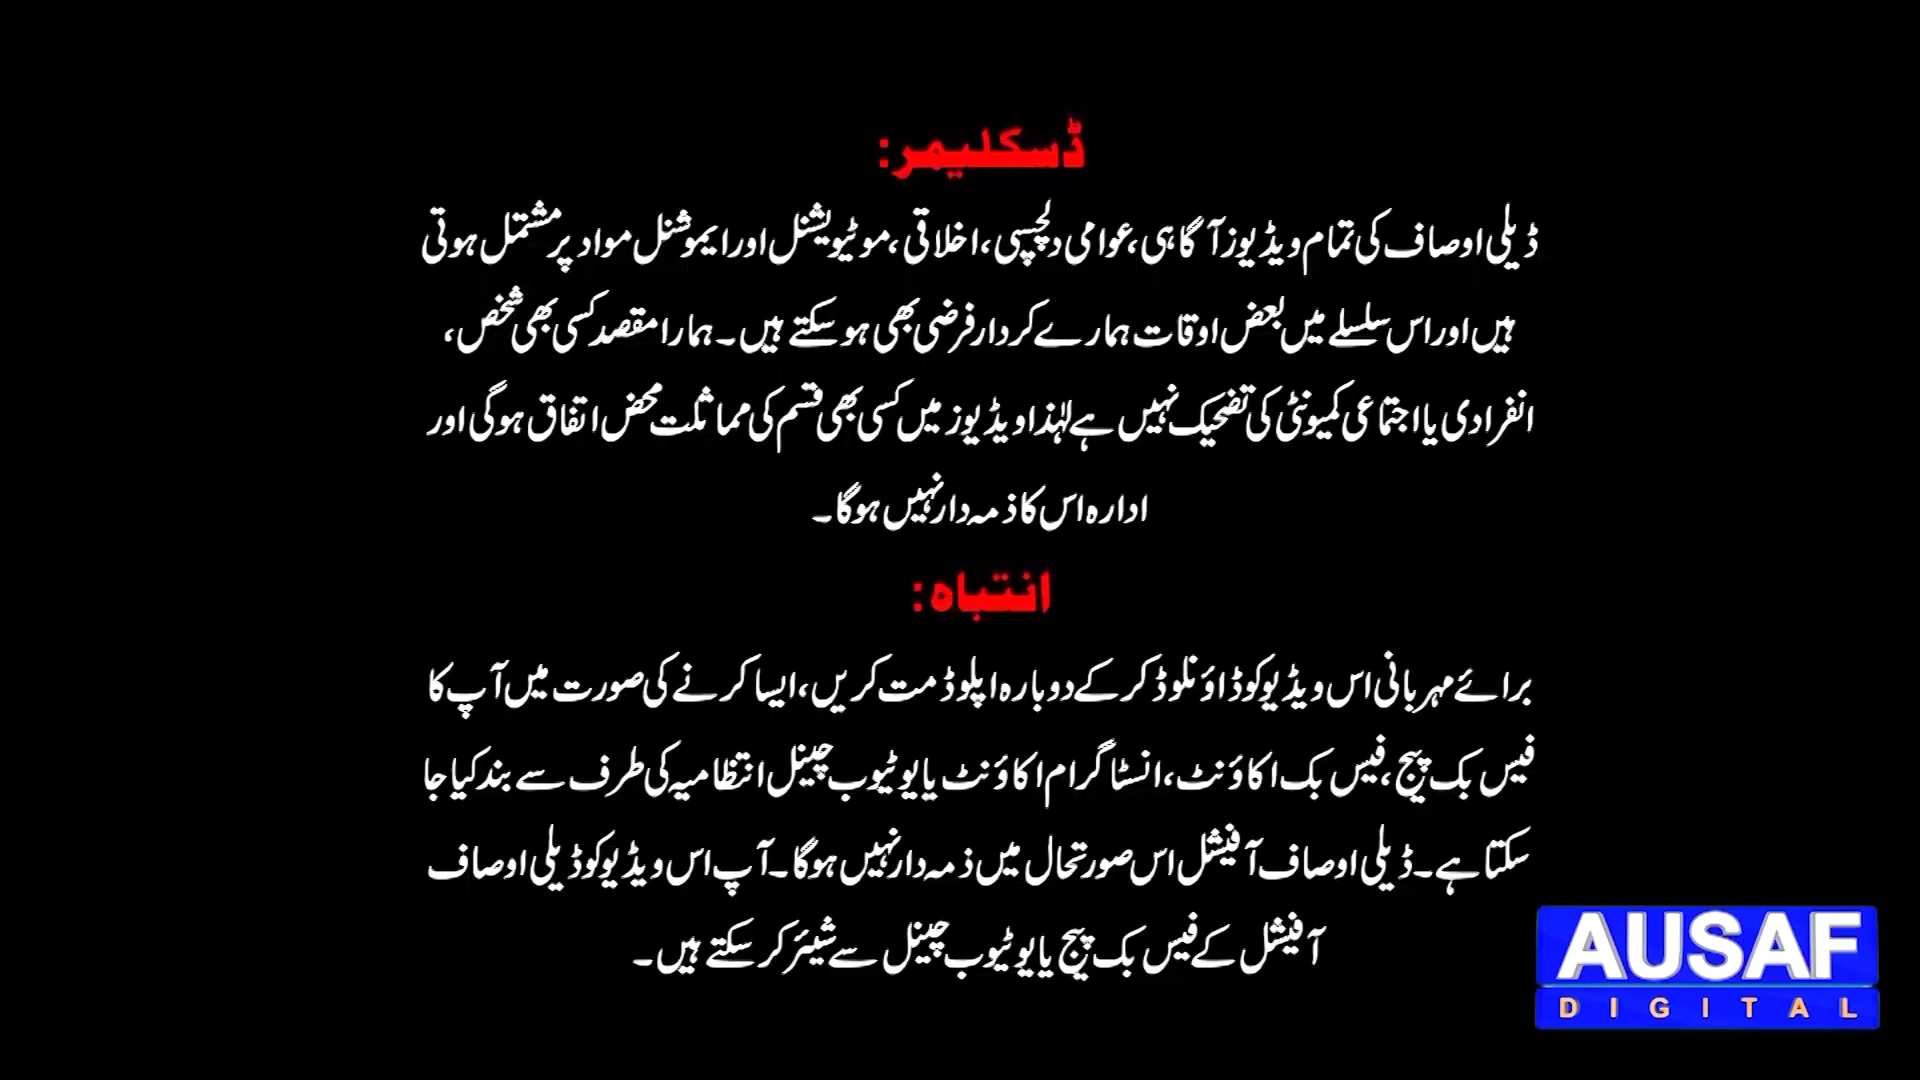 ڈسکلیمر:
ڈیلی اوصاف کی تمام ویڈیوز آگاہی، عوامی دلچسپی، اخلاقی، موٹیویشنل اور ایموشنل مواد پر مشتمل ہوتی
ہیں اور اس سلسلے میں بعض اوقات ہمارے کردار فرضی بھی ہو سکتے ہیں۔ ہمارا مقصد کسی بھی شخص،
انفرادی یا اجتماعی کمیونٹی کی تضحیک نہیں ہے لہٰذا ویڈیوز میں کسی بھی قسم کی مماثلت محض اتفاق ہوگی اور
ادارہ اس کا ذمہ دار نہیں ہوگا۔
انتباہ:
برائے مہربانی اس ویڈیو کو ڈاؤنلوڈ کر کے دوبارہ اپلوڈ مت کریں، ایسا کرنے کی صورت میں آپ کا
فیس بک پیج، فیس بک اکاؤنٹ، انسٹاگرام اکاؤنٹ یا یوٹیوب چینل انتظامیہ کی طرف سے بند کیا جا
سکتا ہے۔ ڈیلی اوصاف آفیشل اس صورتحال میں ذمہ دار نہیں ہوگا۔ آپ اس ویڈیو کو ڈیلی اوصاف
آفیشل کے فیس بک پیج یا یوٹیوب چینل سے شیئر کر سکتے ہیں۔
AUSAF
DIGITAL